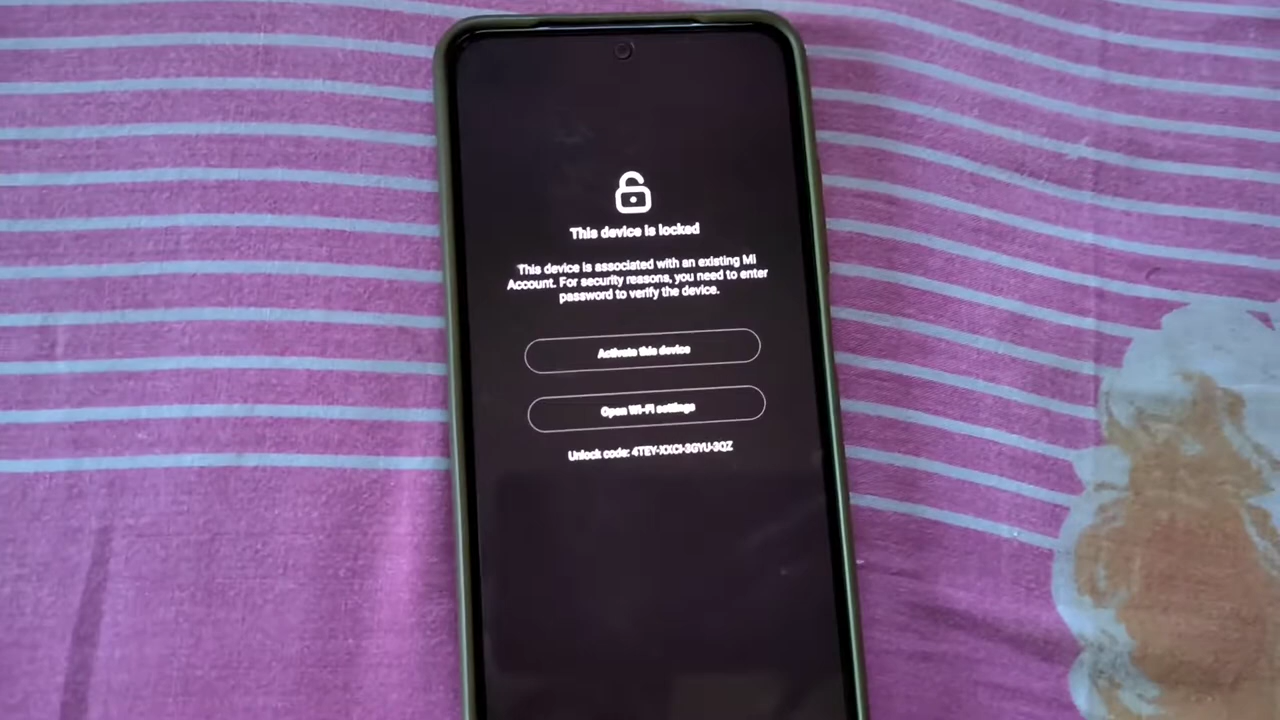 This device is locked
This device is associated with an existing Mi
Account. For security reasons, you need to enter
password to verify the device.
Activate this device
Open Wi-Fi settings
Unlock code: 4TEY-XXCI-3GYU-3QZ